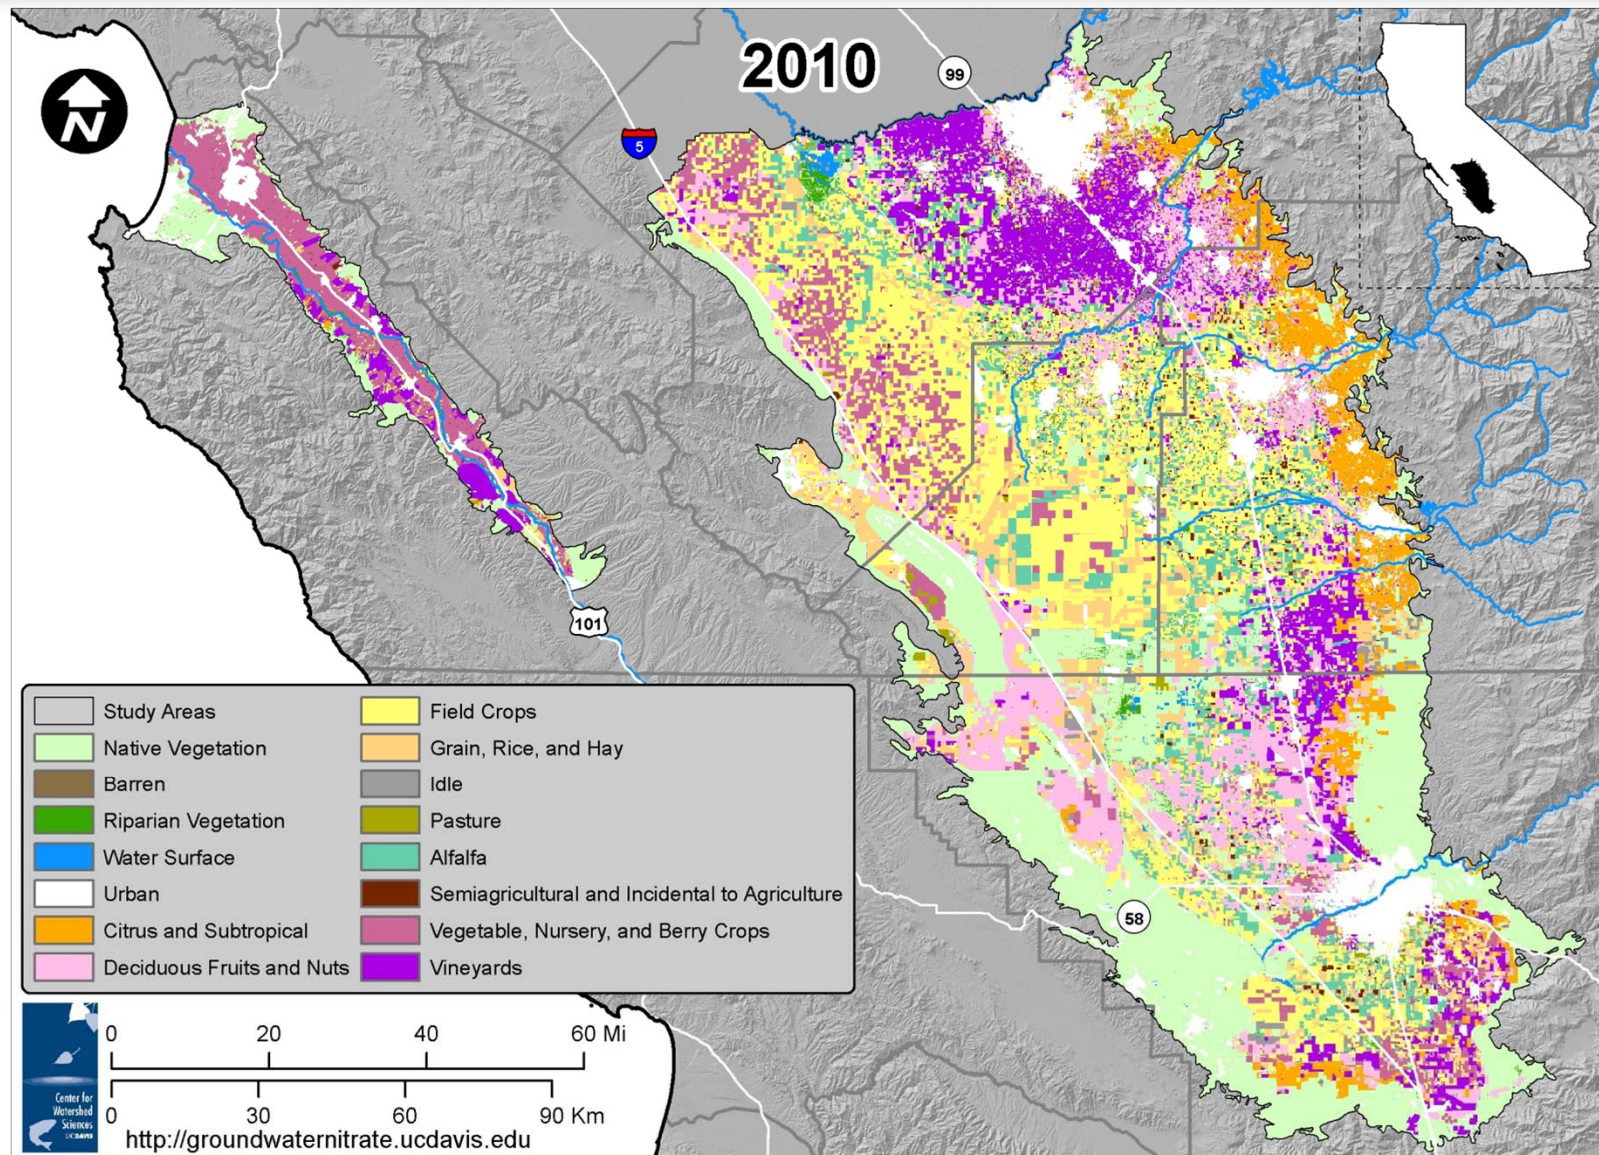 2010
N
99
5
101
58
Study Areas
Native Vegetation
Barren
Riparian Vegetation
Water Surface
Urban
Citrus and Subtropical
Deciduous Fruits and Nuts
Field Crops
Grain, Rice, and Hay
Idle
Pasture
Alfalfa
Semiagricultural and Incidental to Agriculture
Vegetable, Nursery, and Berry Crops
Vineyards
0 20 40 60 Mi
0 30 60 90 Km
Center for
Watershed
Sciences
UCDAVIS
http://groundwaternitrate.ucdavis.edu